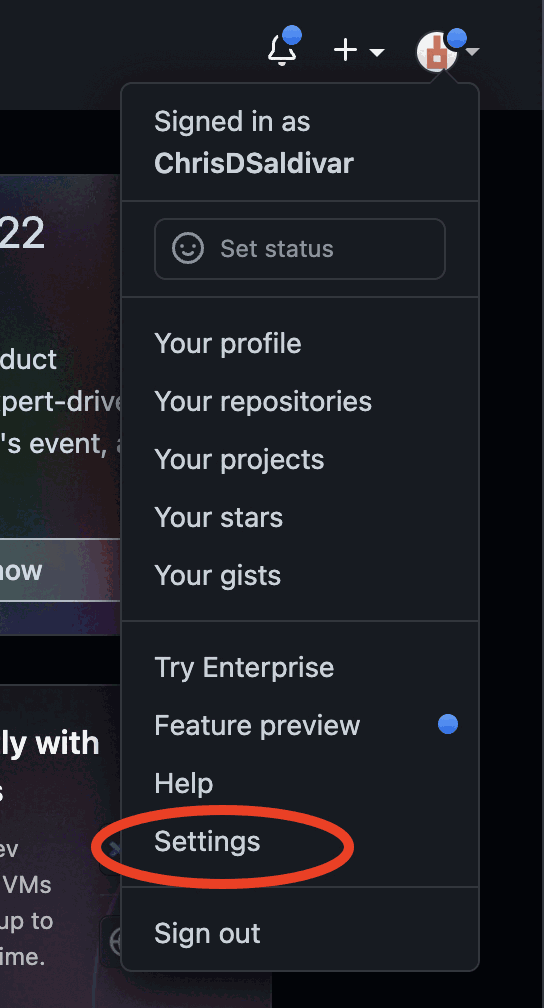 Signed in as
ChrisDSaldivar
22
Set status
Your profile
duct
Your repositories
pert-drive
's event, a
Your projects
Your stars
now
Your gists
Try Enterprise
Feature preview
ly with
Help
s
Settings
ev
VMs
up to
Sign out
ime.